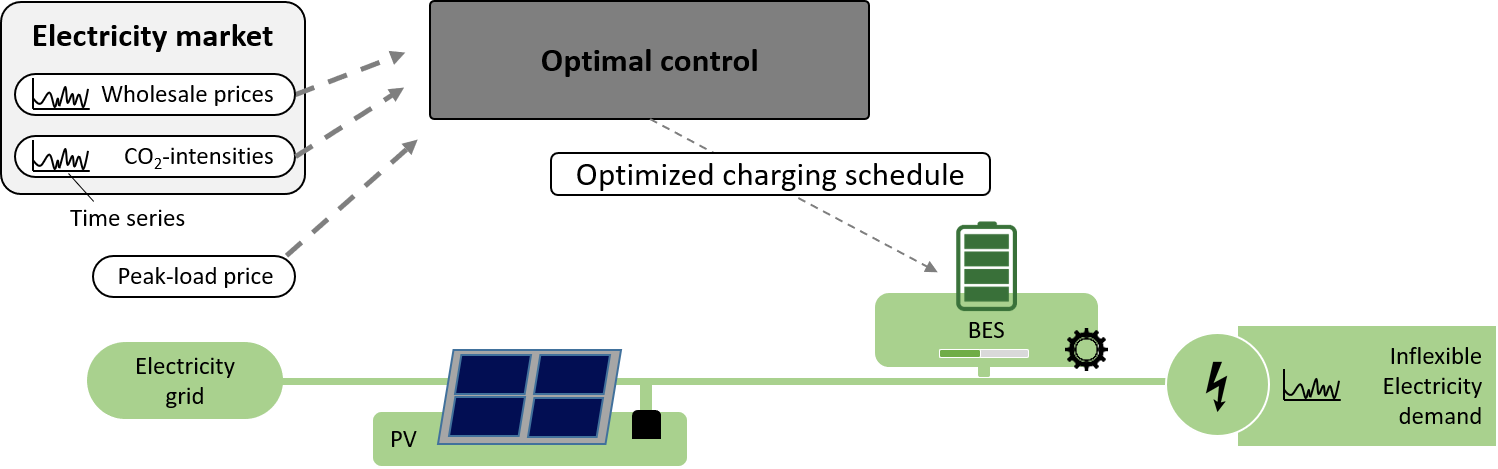 Electricity market
Wholesale prices
CO₂-intensities
Time series
Peak-load price
Optimal control
Optimized charging schedule
BES
Electricity
grid
PV
Inflexible
Electricity
demand